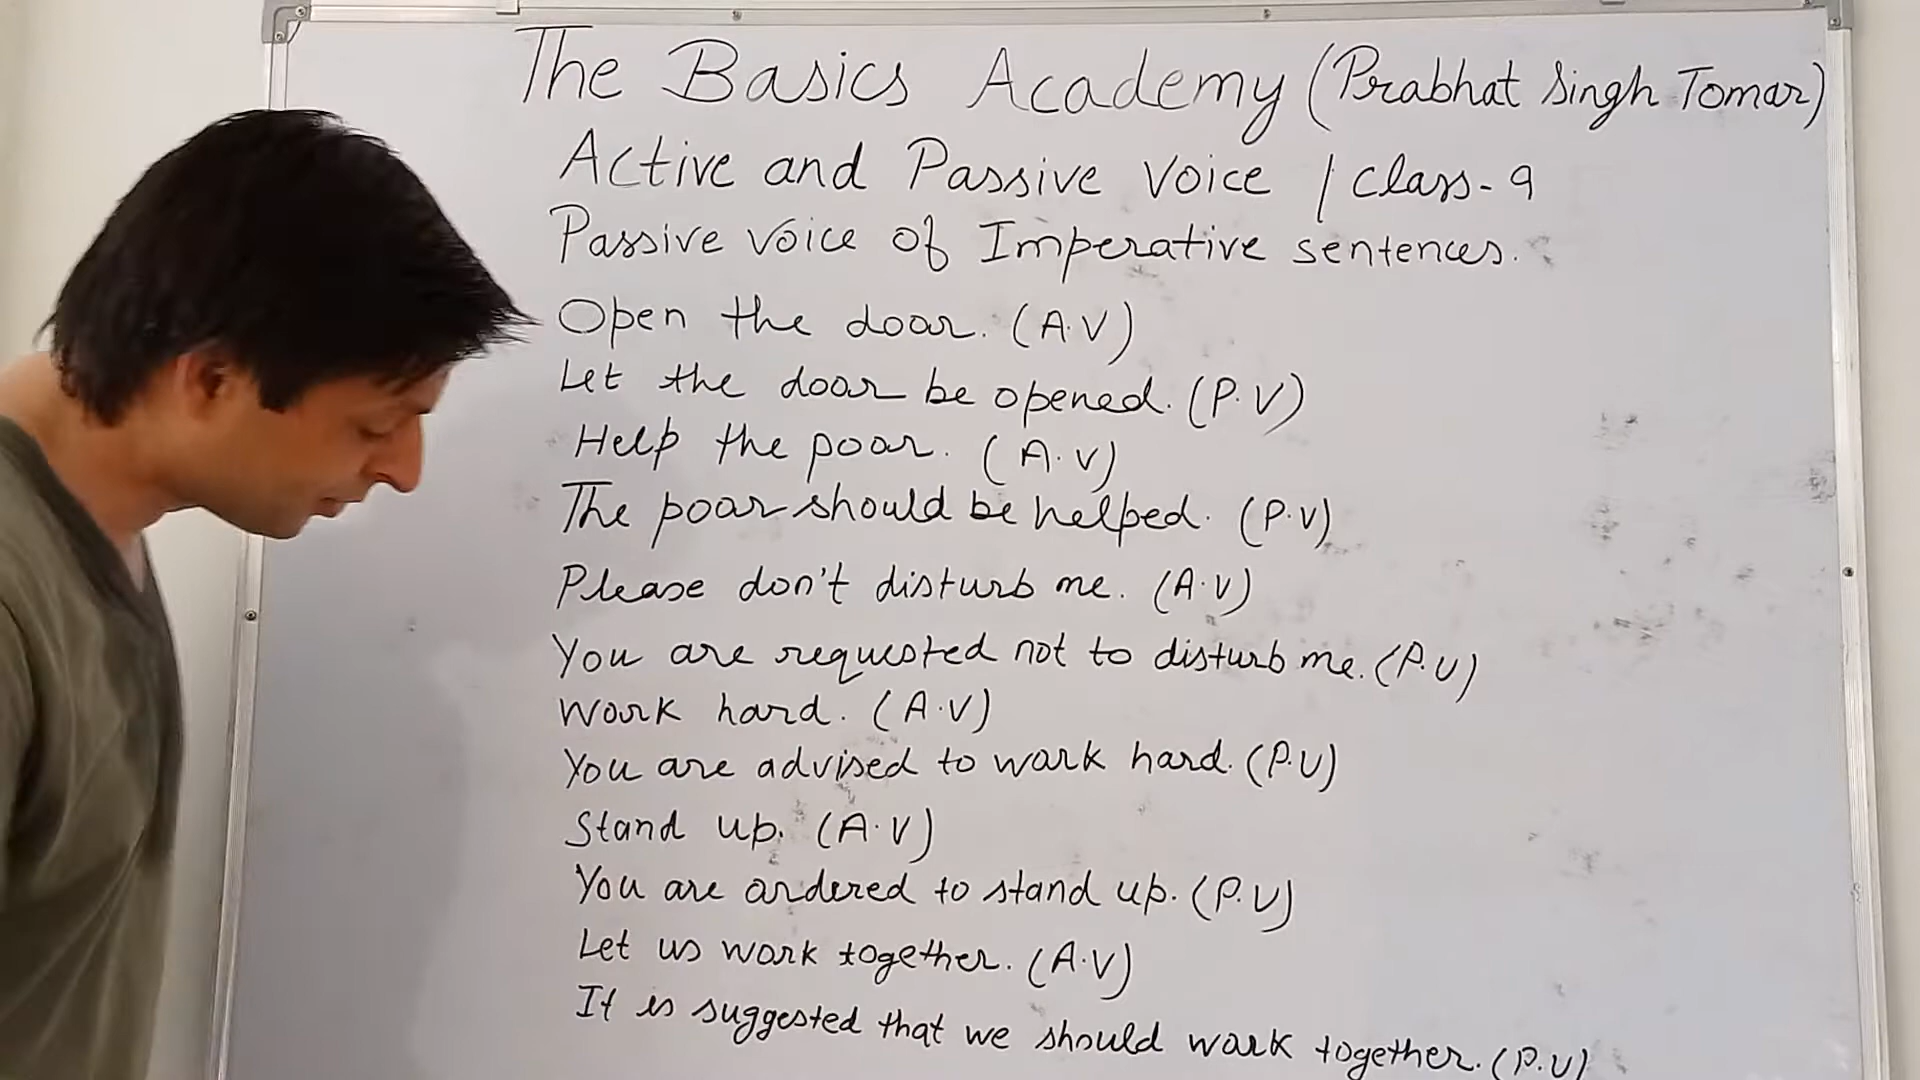 The Basics Academy (Prabhat Singh Tomar)
Active and Passive Voice / class-9
Passive voice of Imperative sentences.
Open the door. (A.V)
Let the door be opened. (P.V)
Help the poor. (A.V)
The poor should be helped. (P.V)
Please don't disturb me. (A.V)
You are requested not to disturb me. (P.V)
Work hard. (A.V)
You are advised to work hard. (P.V)
Stand up. (A.V)
You are ordered to stand up. (P.V)
Let us work together. (A.V)
It is suggested that we should work together. (P.V)